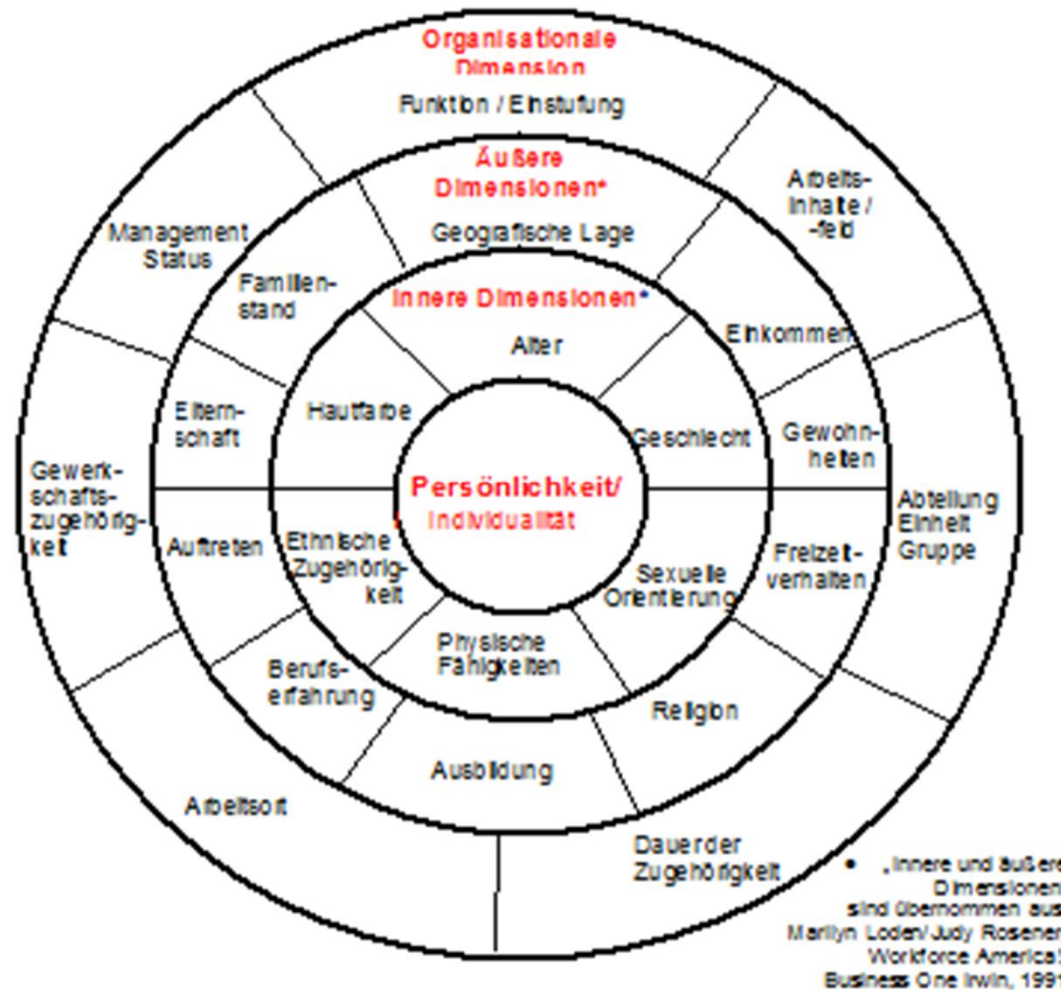 Organisationale
Dimension
Funktion / Einstufung
Äußere
Dimensionen*
Geografische Lage
Innere Dimensionen*
Alter
Arbeits-
inhalte /
-feld
Management
Status
Familien-
stand
Einkommen
Hautfarbe
Geschlecht
Eltern-
schaft
Gewohn-
heiten
Gewerk-
schafts-
zugehörig-
keit
Persönlichkeit/
Individualität
Abteilung
Einheit
Gruppe
Auftreten
Ethnische
Zugehörig-
keit
Sexuelle
Orientierung
Freizeit-
verhalten
Physische
Fähigkeiten
Berufs-
erfahrung
Religion
Ausbildung
Arbeitsort
Dauer der
Zugehörigkeit
• „Innere und äußere
Dimensionen
sind übernommen aus
Marilyn Loden/Judy Rosener
Workforce America!
Business One Irwin, 1991